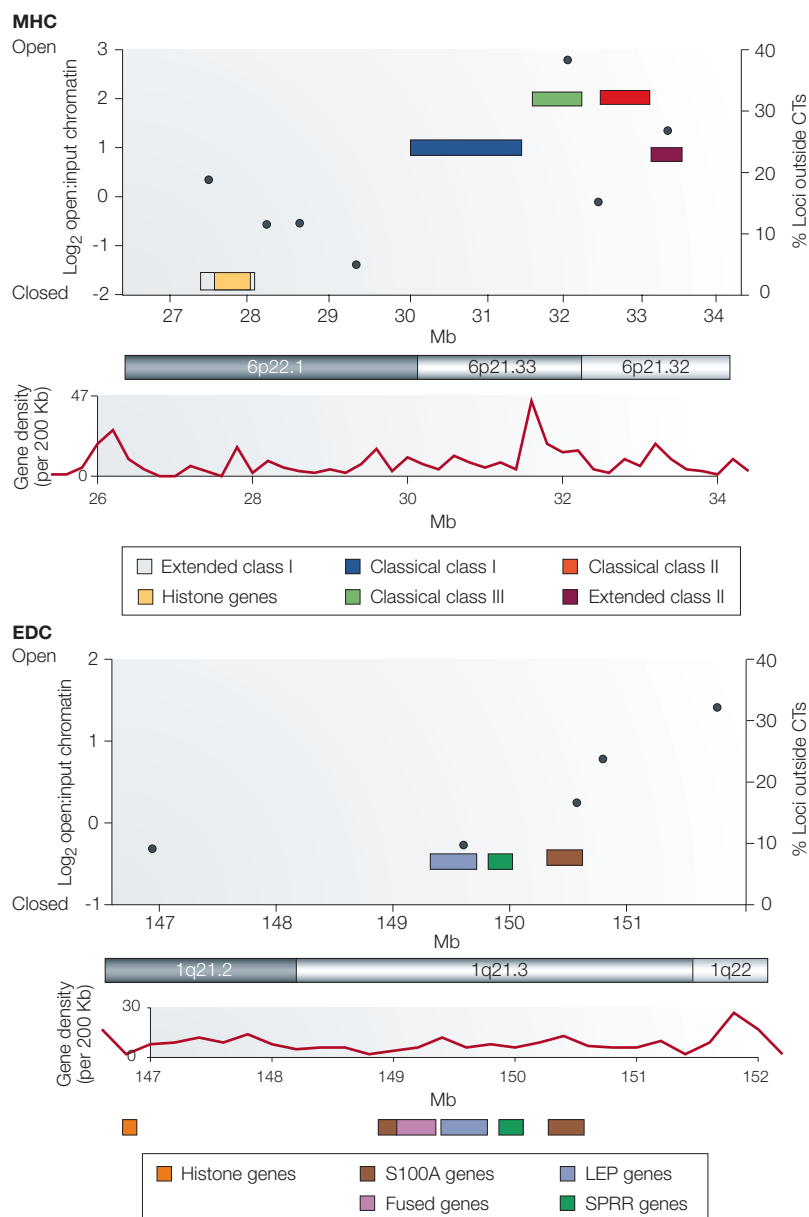 MHC
Open
Closed
Log2 open:input chromatin
3
2
1
0
-1
-2
40
30
20
10
0
% Loci outside CTs
27 28 29 30 31 32 33 34
Mb
6p22.1 6p21.33 6p21.32
Gene density
(per 200 Kb)
47
0
26 28 30 32 34
Mb
Extended class I Classical class I Classical class II
Histone genes Classical class III Extended class II
EDC
Open
Closed
Log2 open:input chromatin
2
1
0
-1
40
30
20
10
0
% Loci outside CTs
147 148 149 150 151
Mb
1q21.2 1q21.3 1q22
Gene density
(per 200 Kb)
30
0
147 148 149 150 151 152
Mb
Histone genes S100A genes LEP genes
Fused genes SPRR genes